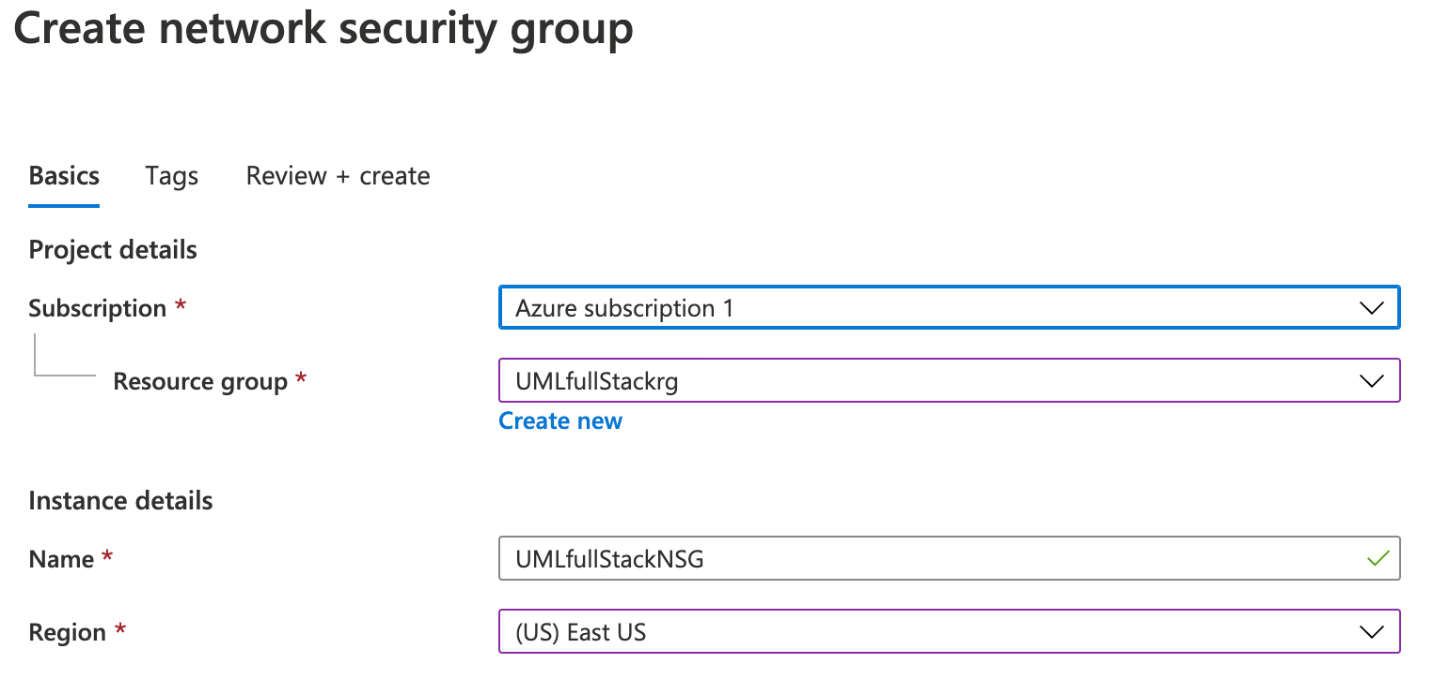 Create network security group
Basics Tags Review + create
Project details
Subscription * Azure subscription 1
Resource group * UMLfullStackrg
Create new
Instance details
Name * UMLfullStackNSG
Region * (US) East US